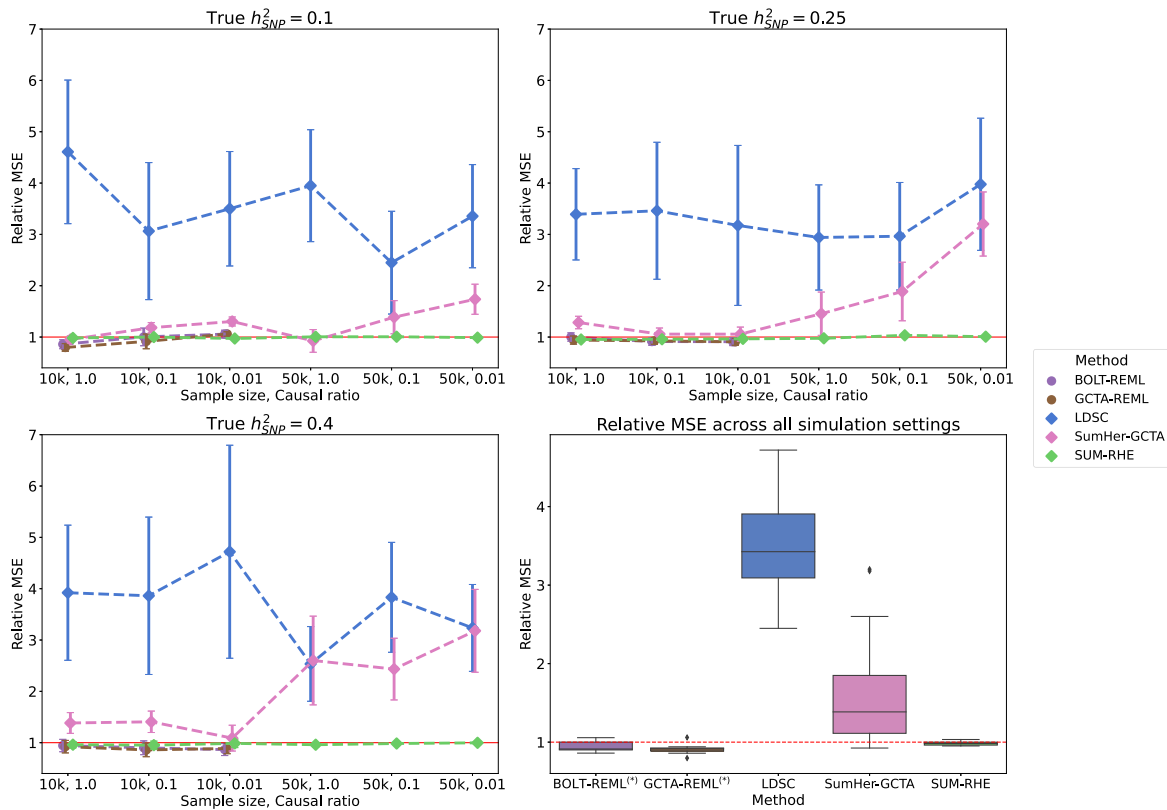 True h²_SNP = 0.1
7
6
5
4
3
2
1
Relative MSE
10k, 1.0 10k, 0.1 10k, 0.01 50k, 1.0 50k, 0.1 50k, 0.01
Sample size, Causal ratio
True h²_SNP = 0.25
7
6
5
4
3
2
1
Relative MSE
10k, 1.0 10k, 0.1 10k, 0.01 50k, 1.0 50k, 0.1 50k, 0.01
Sample size, Causal ratio
Method
BOLT-REML
GCTA-REML
LDSC
SumHer-GCTA
SUM-RHE
True h²_SNP = 0.4
7
6
5
4
3
2
1
Relative MSE
10k, 1.0 10k, 0.1 10k, 0.01 50k, 1.0 50k, 0.1 50k, 0.01
Sample size, Causal ratio
Relative MSE across all simulation settings
4
3
2
1
Relative MSE
BOLT-REML(*) GCTA-REML(*) LDSC SumHer-GCTA SUM-RHE
Method